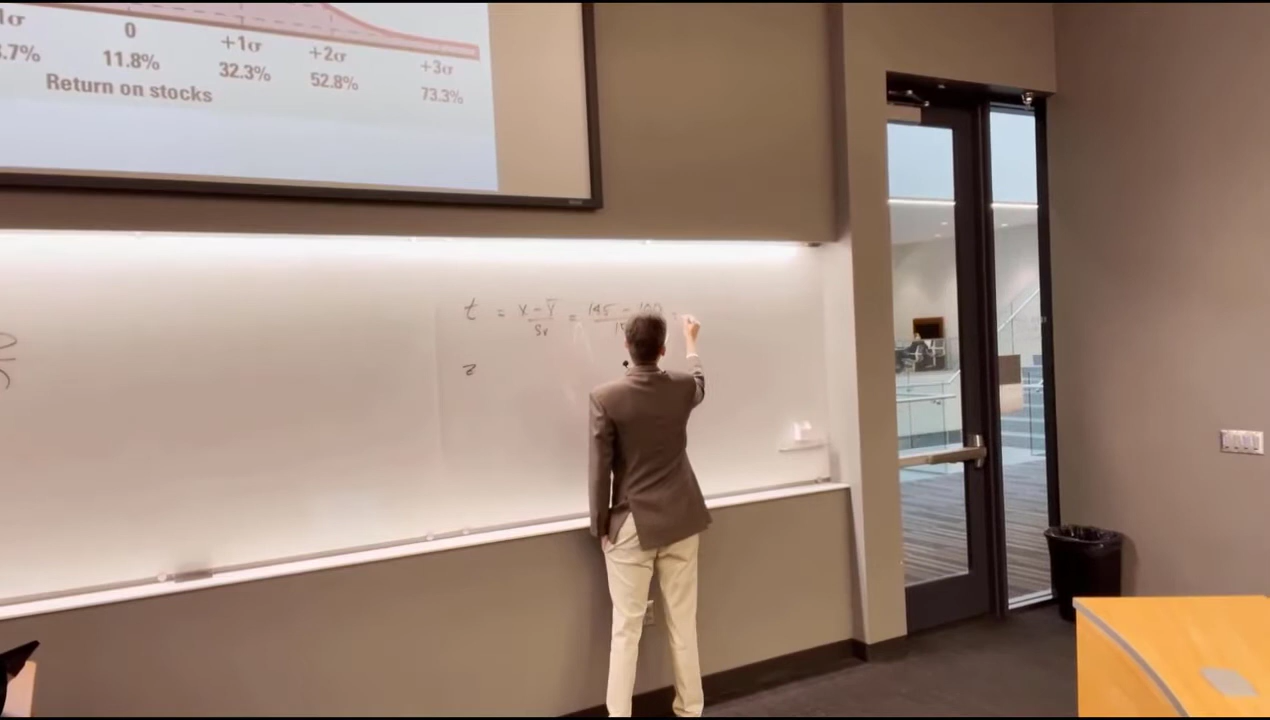 0 +1σ +2σ +3σ
11.8% 32.3% 52.8% 73.3%
Return on stocks
t = x - x̄ / Sx = 145 - 100 =
z